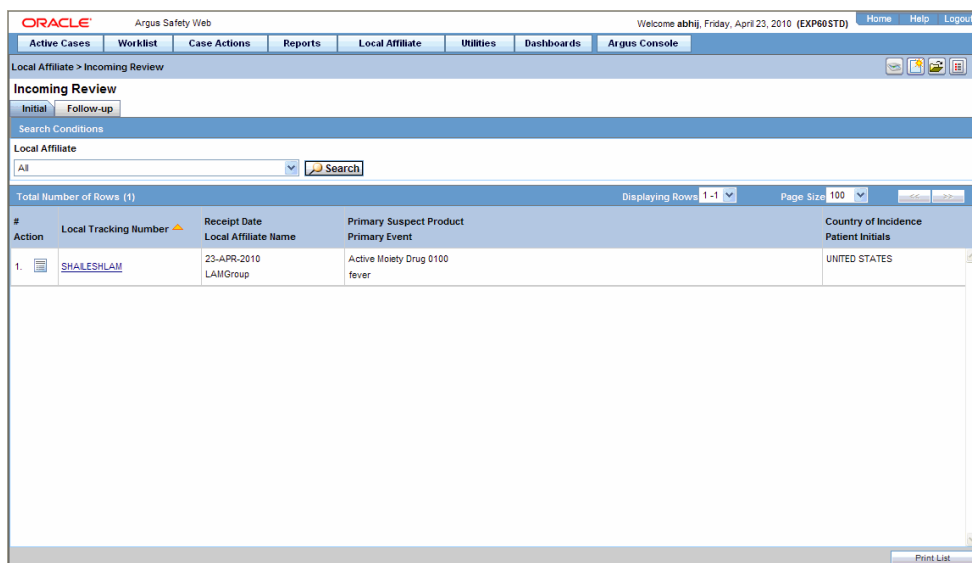 ORACLE Argus Safety Web Welcome abhij, Friday, April 23, 2010 (EXP60STD) Home Help Logout
Active Cases Worklist Case Actions Reports Local Affiliate Utilities Dashboards Argus Console
Local Affiliate > Incoming Review
Incoming Review
Initial Follow-up
Search Conditions
Local Affiliate
All Search
Total Number of Rows (1) Displaying Rows 1 -1 Page Size 100 << >>
# Local Tracking Number Receipt Date Primary Suspect Product Country of Incidence
Action Local Affiliate Name Primary Event Patient Initials
1. SHAILESHLAM 23-APR-2010 Active Moiety Drug 0100 UNITED STATES
LAMGroup fever
Print List